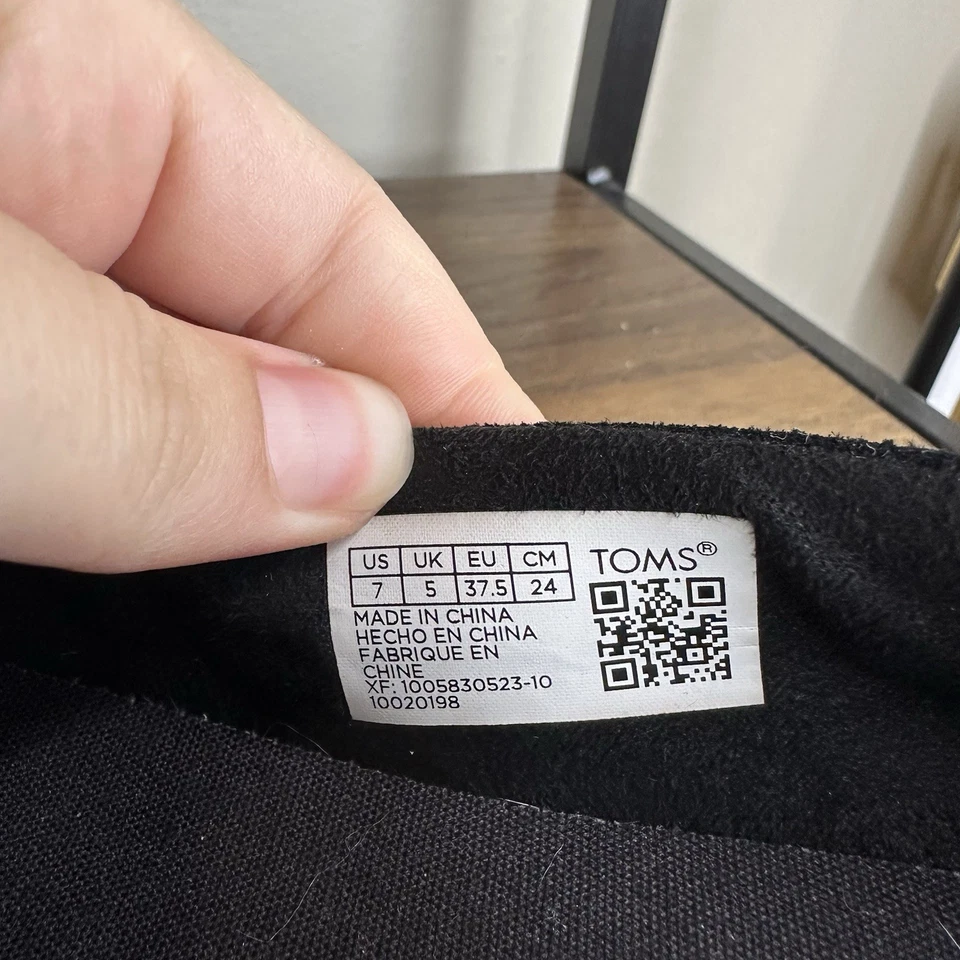 US UK EU CM
7 5 37.5 24
MADE IN CHINA
HECHO EN CHINA
FABRIQUE EN
CHINE
XF: 1005830523-10
10020198
TOMS®